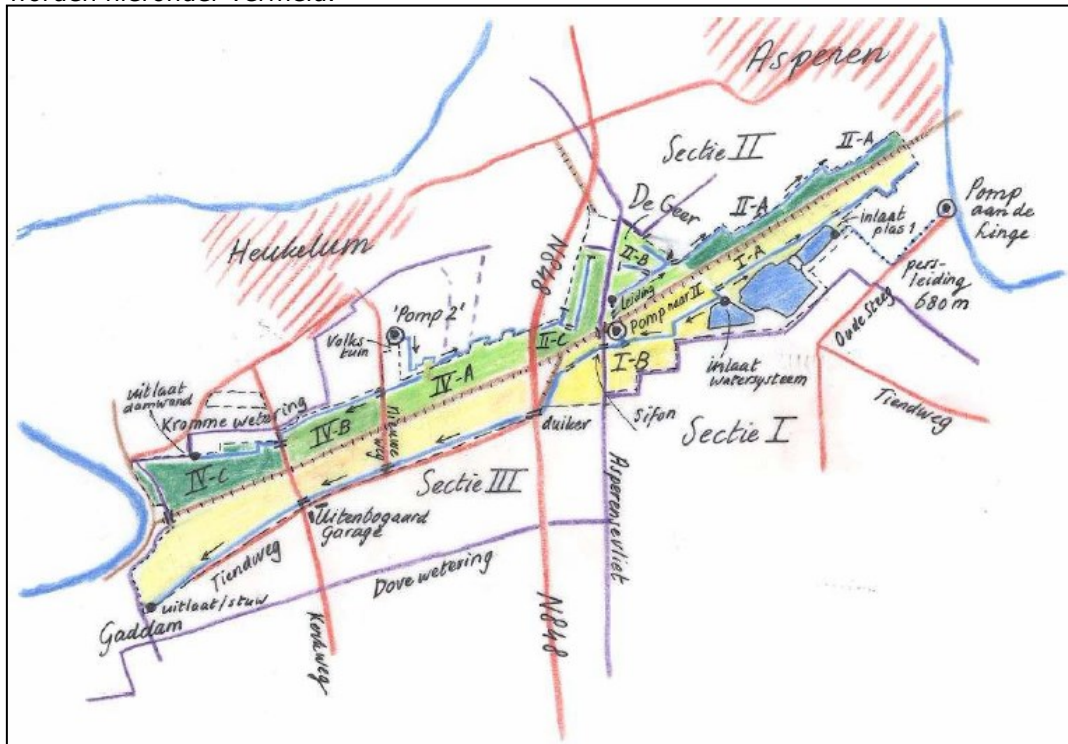 worden hieronder vermeld.
Asperen
Sectie II
II-A
II-A
De Geer
Pomp
aan de
Linge
inlaat
plas 1
Heukelum
N848
II-B
I-A
pers-
leiding
680 m
leiding
Pomp naar II
'Pomp 2'
Volks
tuin
II-C
I-B
Oude Steeg
inlaat
watersysteem
uitlaat
damwand
Kromme wetering
IV-A
IV-B
nieuwe
weg
duiker
Sifon
Tiendweg
Sectie I
IV-C
Sectie III
Asperensevliet
Uitenbogaard
Garage
Tiendweg
Dove wetering
uitlaat/stuw
Gaddam
Kerkweg
N848